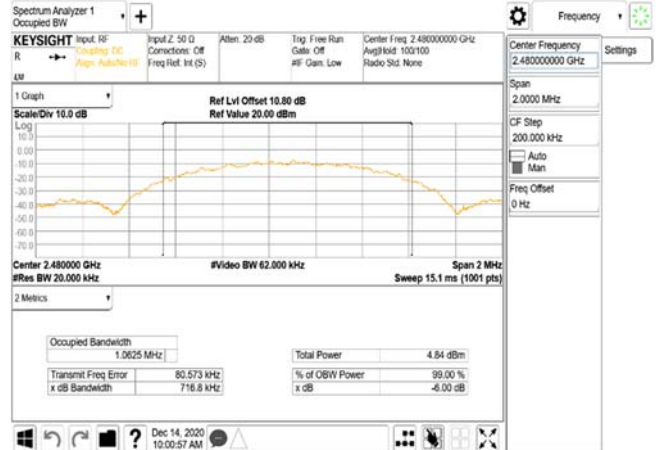 Spectrum Analyzer 1
Occupied BW
Frequency
KEYSIGHT
Input: RF
Coupling: DC
Align: Auto/No RF
Input Z: 50 Ω
Corrections: Off
Freq Ref: Int (S)
Atten: 20 dB
Trig: Free Run
Gate: Off
#IF Gain: Low
Center Freq: 2.480000000 GHz
Avg|Hold: 100/100
Radio Std: None
R
LXI
Center Frequency
2.480000000 GHz
Settings
Span
2.0000 MHz
CF Step
200.000 kHz
Auto
Man
Freq Offset
0 Hz
1 Graph
Scale/Div 10.0 dB
Ref Lvl Offset 10.80 dB
Ref Value 20.00 dBm
Log
10.0
0.00
-10.0
-20.0
-30.0
-40.0
-50.0
-60.0
-70.0
Center 2.480000 GHz
#Video BW 62.000 kHz
Span 2 MHz
#Res BW 20.000 kHz
Sweep 15.1 ms (1001 pts)
2 Metrics
Occupied Bandwidth
1.0625 MHz
Total Power 4.84 dBm
Transmit Freq Error 80.573 kHz
% of OBW Power 99.00 %
x dB Bandwidth 716.8 kHz
x dB -6.00 dB
?
Dec 14, 2020
10:00:57 AM